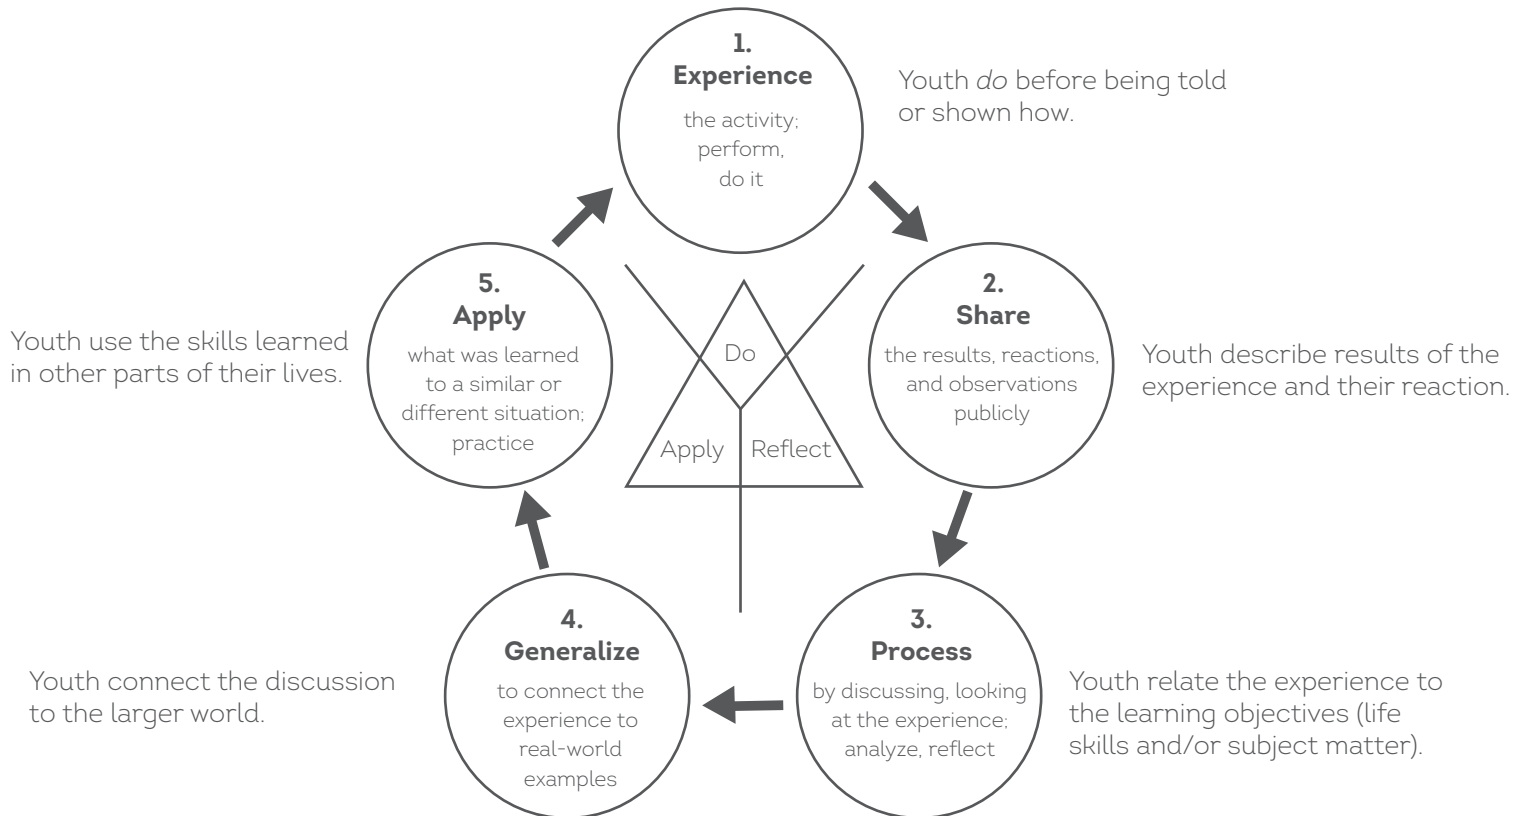 1.
Experience
the activity;
perform,
do it
Youth do before being told
or shown how.
2.
Share
the results, reactions,
and observations
publicly
Youth describe results of the
experience and their reaction.
3.
Process
by discussing, looking
at the experience;
analyze, reflect
Youth relate the experience to
the learning objectives (life
skills and/or subject matter).
4.
Generalize
to connect the
experience to
real-world
examples
Youth connect the discussion
to the larger world.
5.
Apply
what was learned
to a similar or
different situation;
practice
Youth use the skills learned
in other parts of their lives.
Do
Reflect
Apply